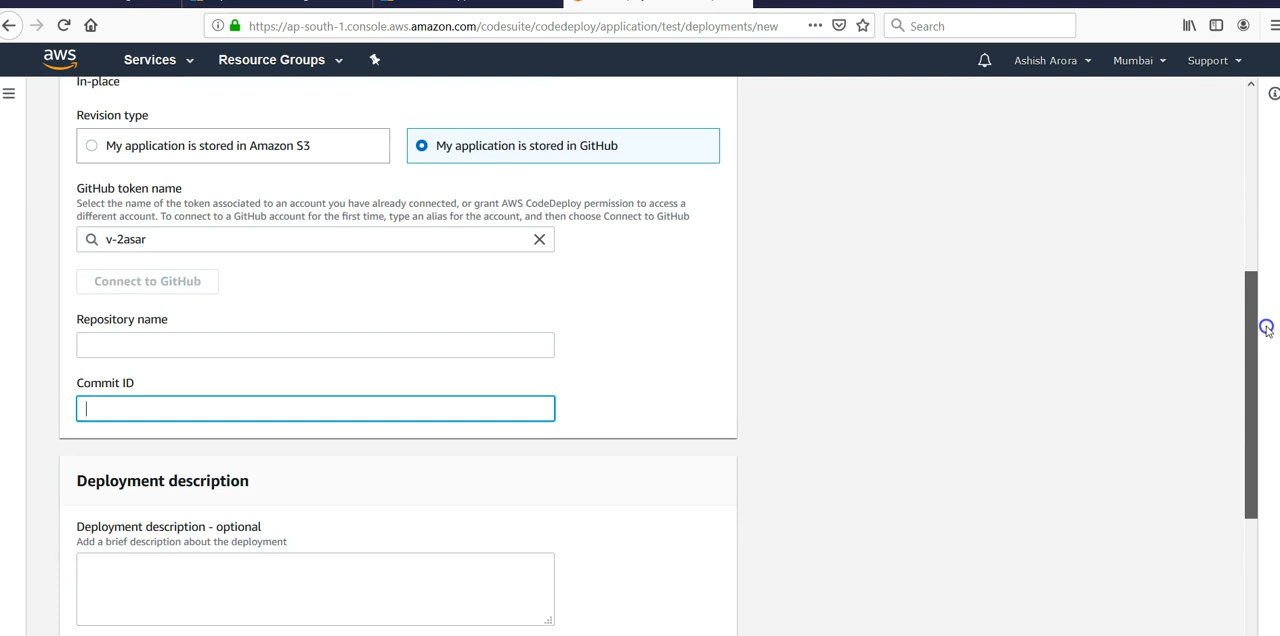 https://ap-south-1.console.aws.amazon.com/codesuite/codedeploy/application/test/deployments/new
Search
aws
Services
Resource Groups
Ashish Arora
Mumbai
Support
In-place
Revision type
My application is stored in Amazon S3
My application is stored in GitHub
GitHub token name
Select the name of the token associated to an account you have already connected, or grant AWS CodeDeploy permission to access a
different account. To connect to a GitHub account for the first time, type an alias for the account, and then choose Connect to GitHub
v-2asar
Connect to GitHub
Repository name
Commit ID
Deployment description
Deployment description - optional
Add a brief description about the deployment